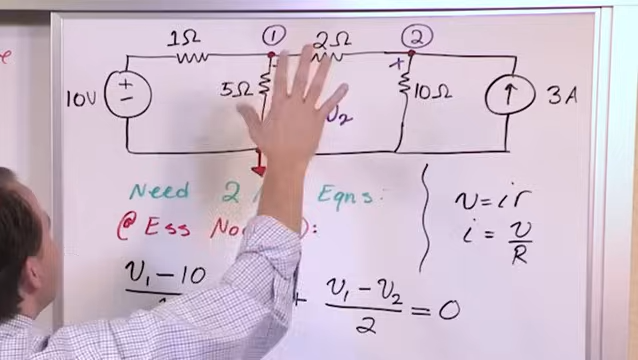 1Ω ① 2Ω ②
10V + − 5Ω + 10Ω ↑ 3A
v₂
Need 2 Eqns:
@ Ess No ):
v = ir
i = v/R
v₁ − 10 + (v₁ − v₂)/2 = 0